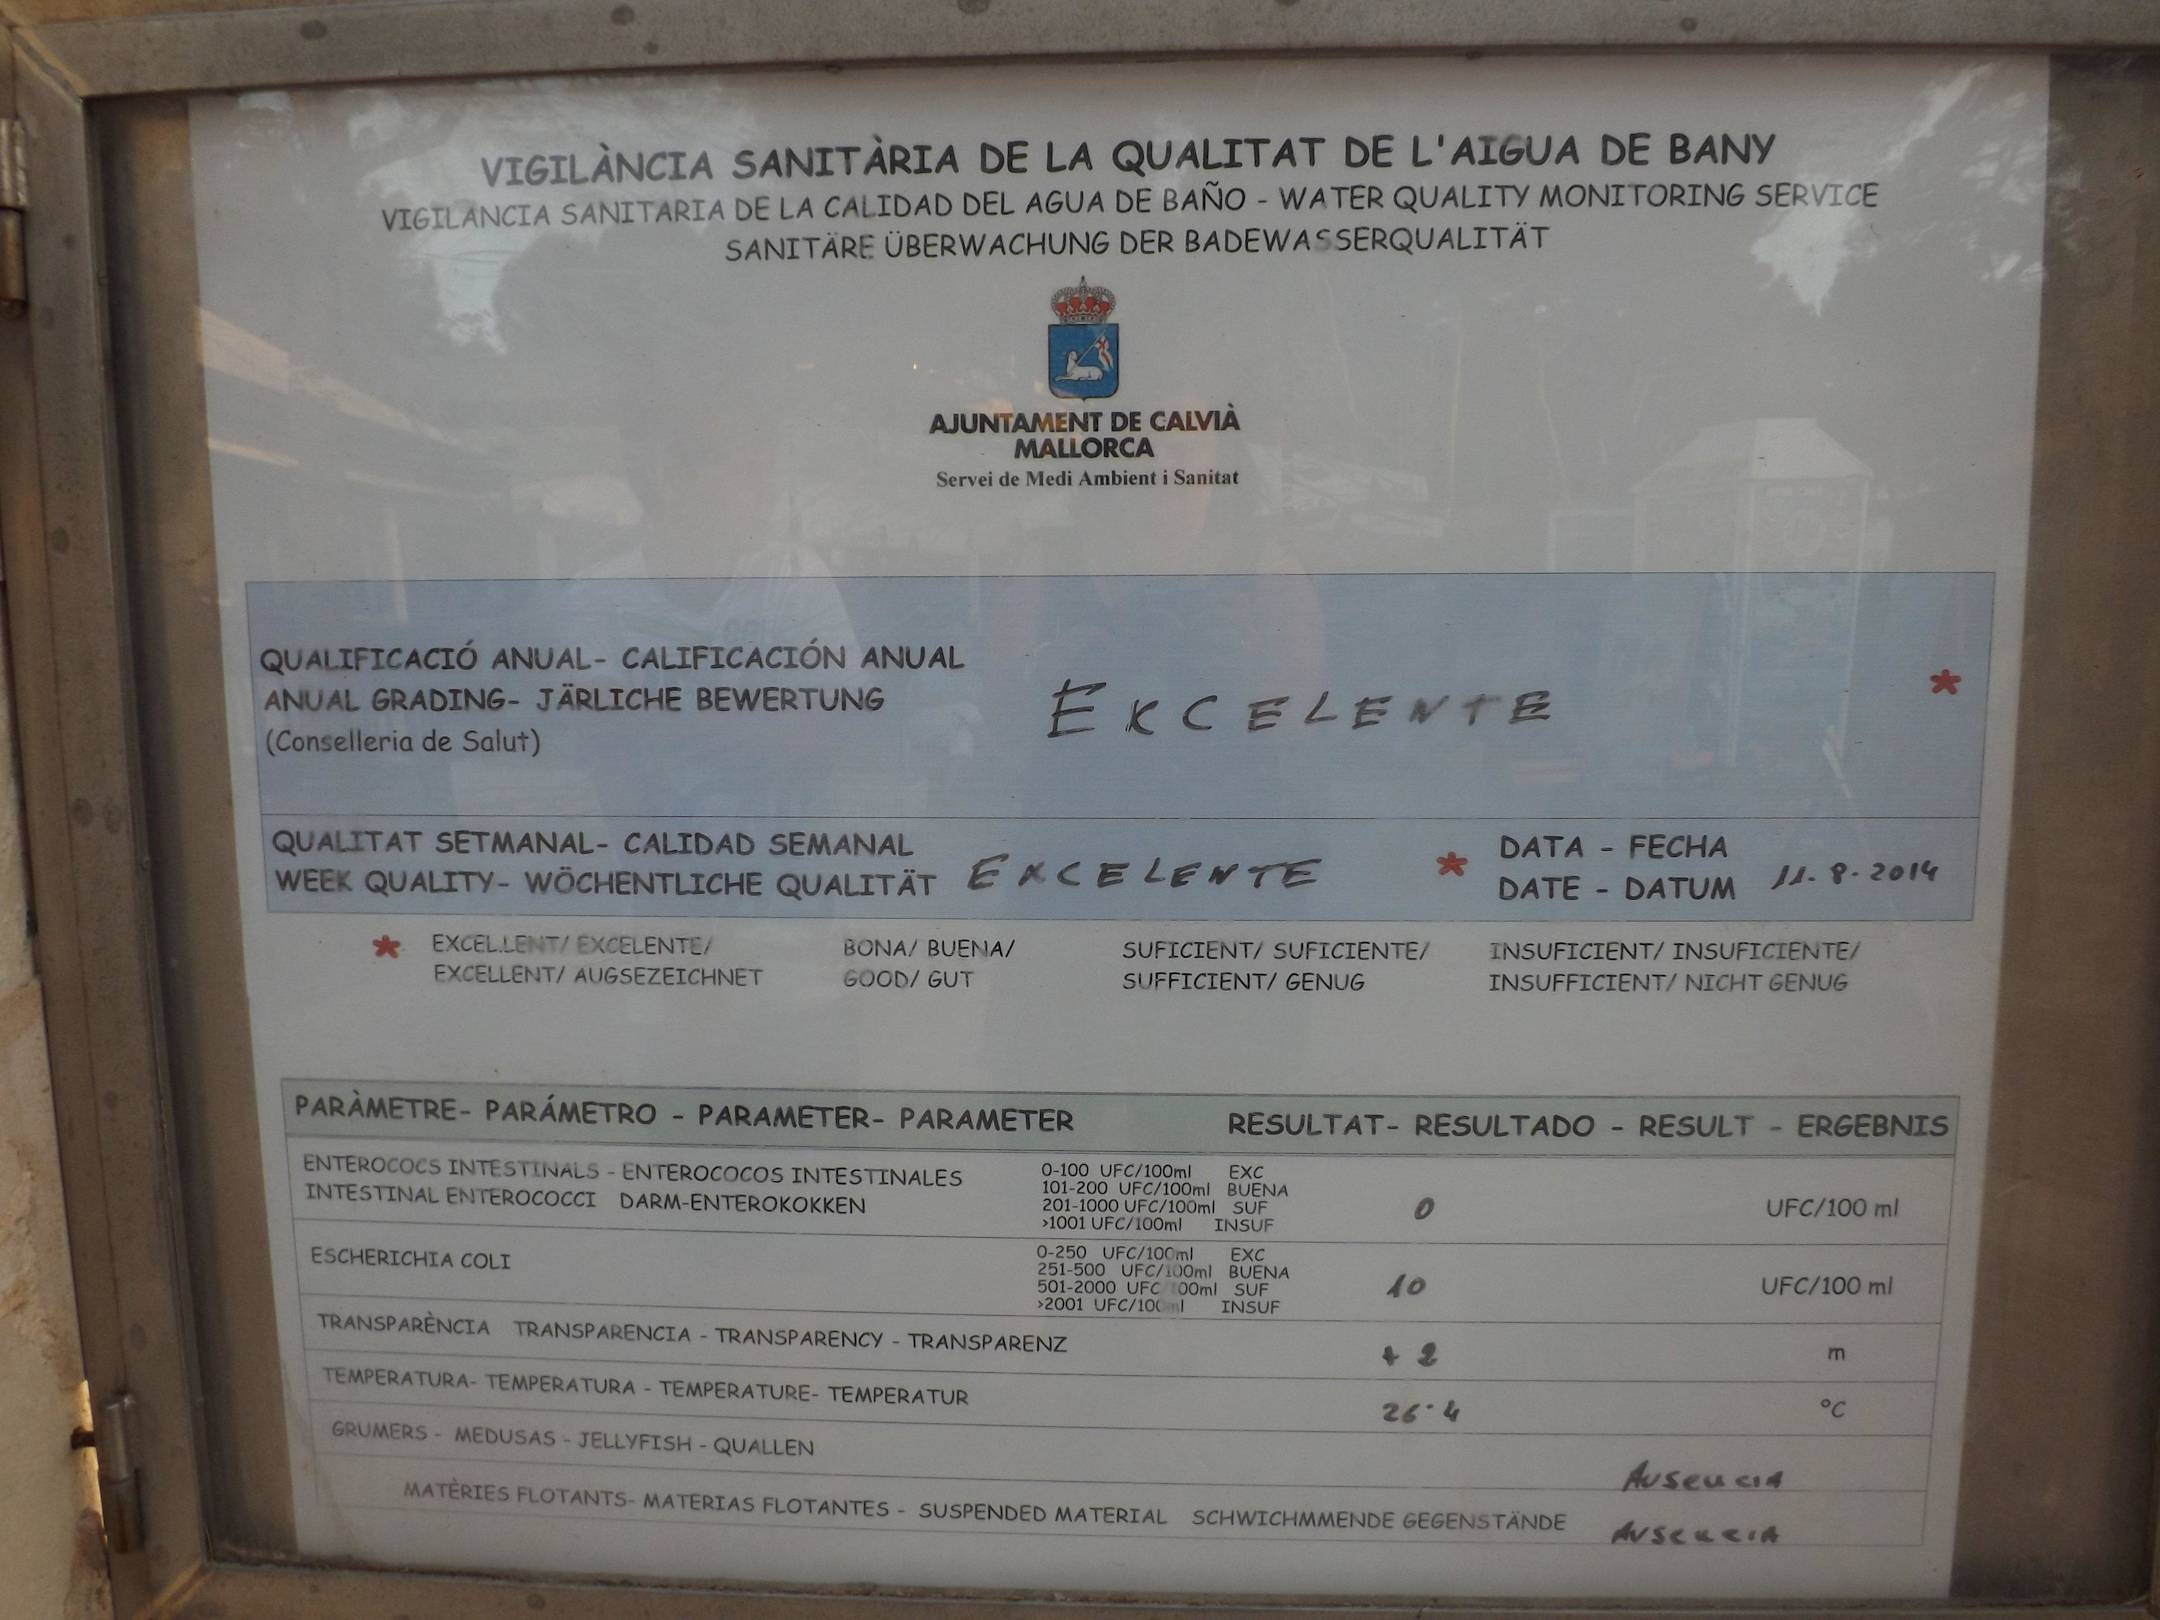 VIGILÀNCIA SANITÀRIA DE LA QUALITAT DE L'AIGUA DE BANY
VIGILANCIA SANITARIA DE LA CALIDAD DEL AGUA DE BAÑO - WATER QUALITY MONITORING SERVICE
SANITÄRE ÜBERWACHUNG DER BADEWASSERQUALITÄT
AJUNTAMENT DE CALVIÀ
MALLORCA
Servei de Medi Ambient i Sanitat
QUALIFICACIÓ ANUAL- CALIFICACIÓN ANUAL
ANUAL GRADING- JÄRLICHE BEWERTUNG
(Conselleria de Salut)
EXCELENTE *
QUALITAT SETMANAL- CALIDAD SEMANAL
WEEK QUALITY- WÖCHENTLICHE QUALITÄT
EXCELENTE *
DATA - FECHA
DATE - DATUM
11-8-2014
* EXCEL.LENT/ EXCELENTE/
EXCELLENT/ AUGSEZEICHNET
BONA/ BUENA/
GOOD/ GUT
SUFICIENT/ SUFICIENTE/
SUFFICIENT/ GENUG
INSUFICIENT/ INSUFICIENTE/
INSUFFICIENT/ NICHT GENUG
PARÀMETRE- PARÁMETRO - PARAMETER- PARAMETER
RESULTAT- RESULTADO - RESULT - ERGEBNIS
ENTEROCOCS INTESTINALS - ENTEROCOCOS INTESTINALES
INTESTINAL ENTEROCOCCI DARM-ENTEROKOKKEN
0-100 UFC/100ml EXC
101-200 UFC/100ml BUENA
201-1000 UFC/100ml SUF
>1001 UFC/100ml INSUF
0 UFC/100 ml
ESCHERICHIA COLI
0-250 UFC/100ml EXC
251-500 UFC/100ml BUENA
501-2000 UFC/100ml SUF
>2001 UFC/100ml INSUF
10 UFC/100 ml
TRANSPARÈNCIA TRANSPARENCIA - TRANSPARENCY - TRANSPARENZ
+ 2 m
TEMPERATURA- TEMPERATURA - TEMPERATURE- TEMPERATUR
26'4 °C
GRUMERS - MEDUSAS - JELLYFISH - QUALLEN
AUSENCIA
MATÈRIES FLOTANTS- MATERIAS FLOTANTES - SUSPENDED MATERIAL SCHWICHMMENDE GEGENSTÄNDE
AUSENCIA